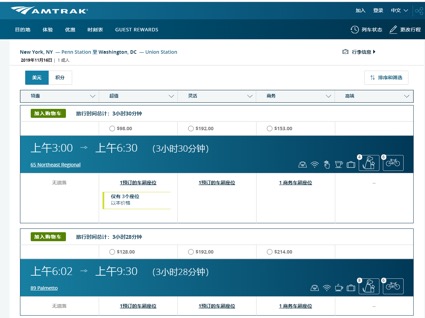 AMTRAK
加入 登录 中文
目的地 体验 优惠 时刻表 GUEST REWARDS
列车状态 更改行程
New York, NY — Penn Station 至 Washington, DC — Union Station
行李信息
2019年11月16日 | 1 成人
美元 积分
排序和筛选
特惠 超值 灵活 商务 高端
加入购物车 旅行时间总计：3小时30分钟
$98.00 $192.00 $153.00
上午3:00 → 上午6:30 (3小时30分钟)
65 Northeast Regional
无退票 1预订的车厢座位 1预订的车厢座位 1 商务车厢座位 --
仅有 3个座位
以本价格
加入购物车 旅行时间总计：3小时28分钟
$128.00 $192.00 $214.00
上午6:02 → 上午9:30 (3小时28分钟)
89 Palmetto
1预订的车厢座位 1预订的车厢座位 1 商务车厢座位 --